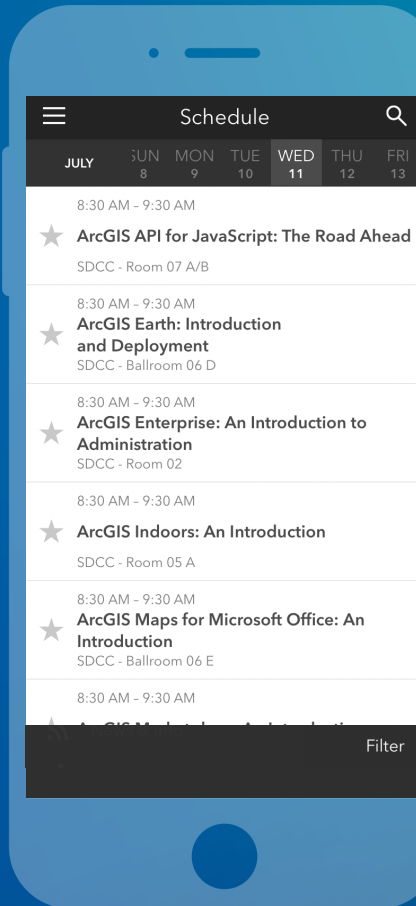 Schedule
JULY
SUN MON TUE WED THU FRI
8 9 10 11 12 13
8:30 AM – 9:30 AM
ArcGIS API for JavaScript: The Road Ahead
SDCC - Room 07 A/B
8:30 AM – 9:30 AM
ArcGIS Earth: Introduction
and Deployment
SDCC - Ballroom 06 D
8:30 AM – 9:30 AM
ArcGIS Enterprise: An Introduction to
Administration
SDCC - Room 02
8:30 AM – 9:30 AM
ArcGIS Indoors: An Introduction
SDCC - Room 05 A
8:30 AM – 9:30 AM
ArcGIS Maps for Microsoft Office: An
Introduction
SDCC - Ballroom 06 E
8:30 AM – 9:30 AM
Filter